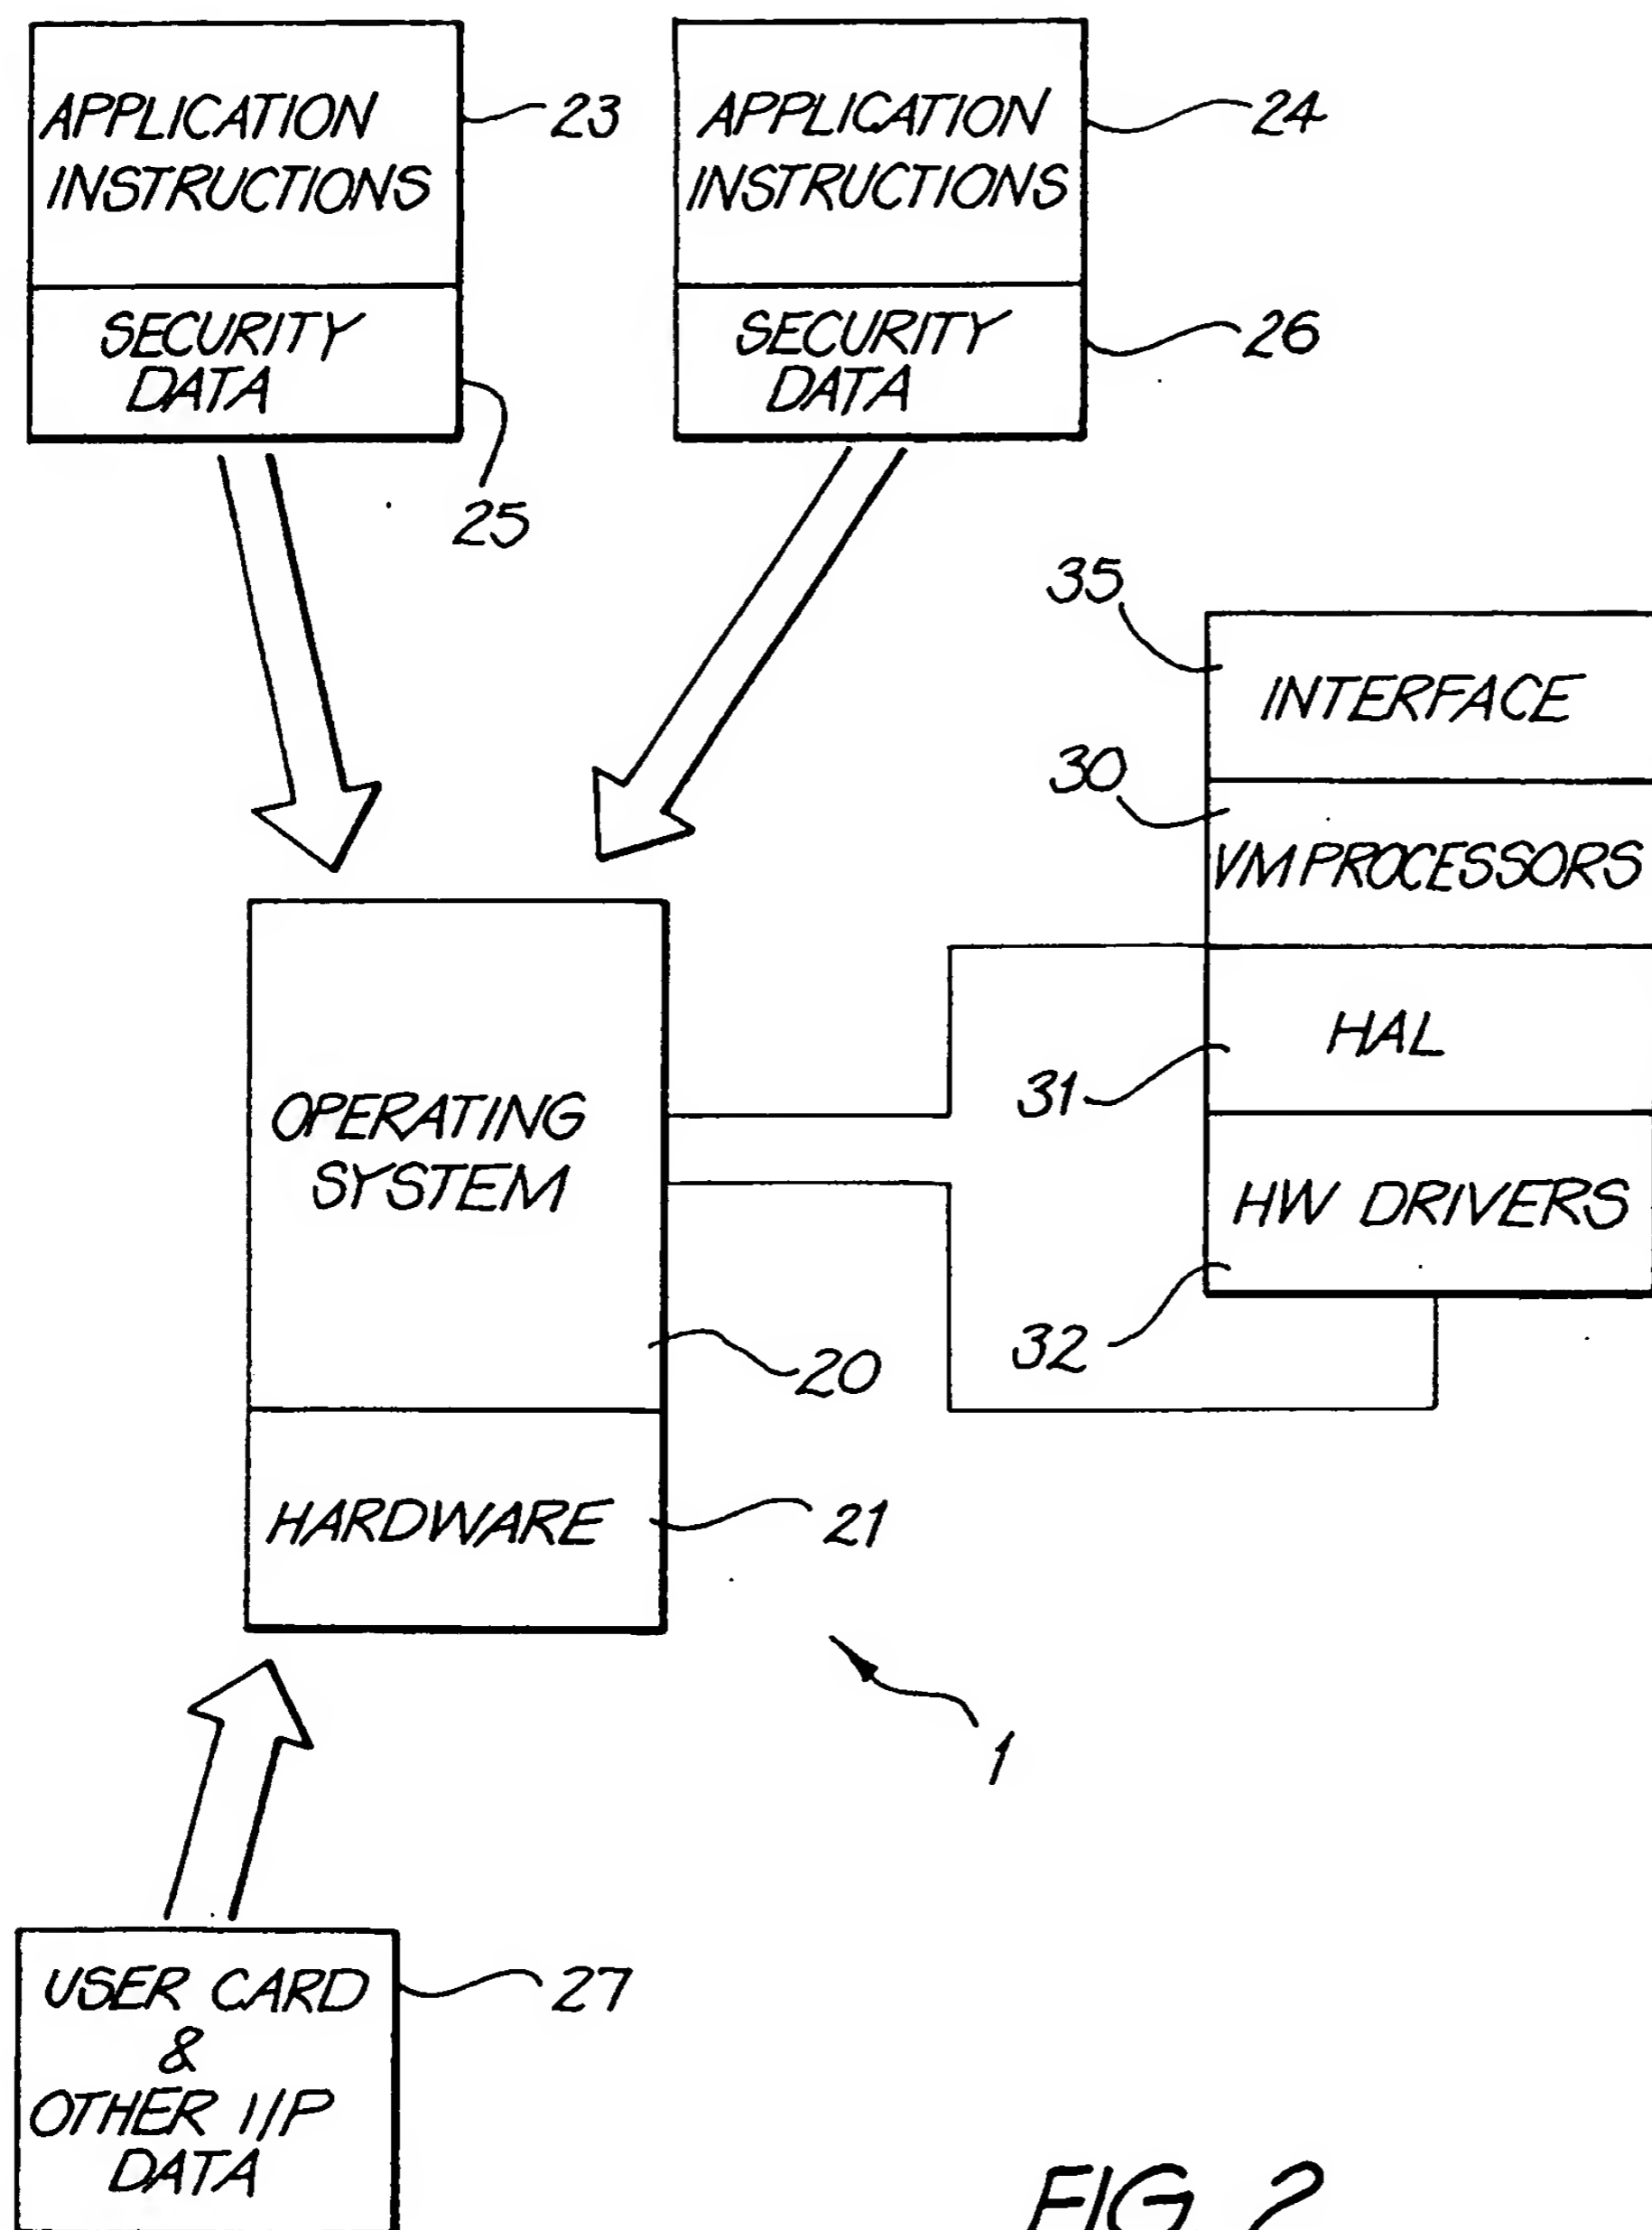 APPLICATION
INSTRUCTIONS
23
SECURITY
DATA
25
APPLICATION
INSTRUCTIONS
24
SECURITY
DATA
26
35
INTERFACE
30
VM PROCESSORS
31
HAL
32
HW DRIVERS
OPERATING
SYSTEM
20
HARDWARE
21
1
USER CARD
&
OTHER I/P
DATA
27
FIG. 2